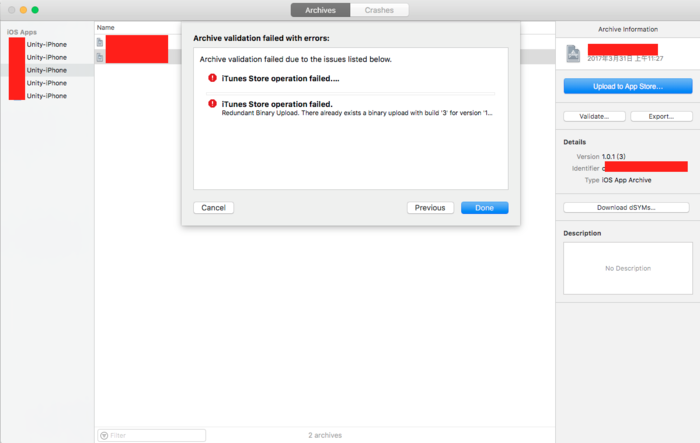 Archives
Crashes
iOS Apps
Unity-iPhone
Unity-iPhone
Unity-iPhone
Unity-iPhone
Unity-iPhone
Name
Archive validation failed with errors:
Archive validation failed due to the issues listed below.
iTunes Store operation failed....
iTunes Store operation failed.
Redundant Binary Upload. There already exists a binary upload with build '3' for version '1...
Cancel
Previous
Done
Filter
2 archives
Archive Information
2017年3月31日 上午11:27
Upload to App Store...
Validate...
Export...
Details
Version 1.0.1 (3)
Identifier c
Type iOS App Archive
Download dSYMs...
Description
No Description